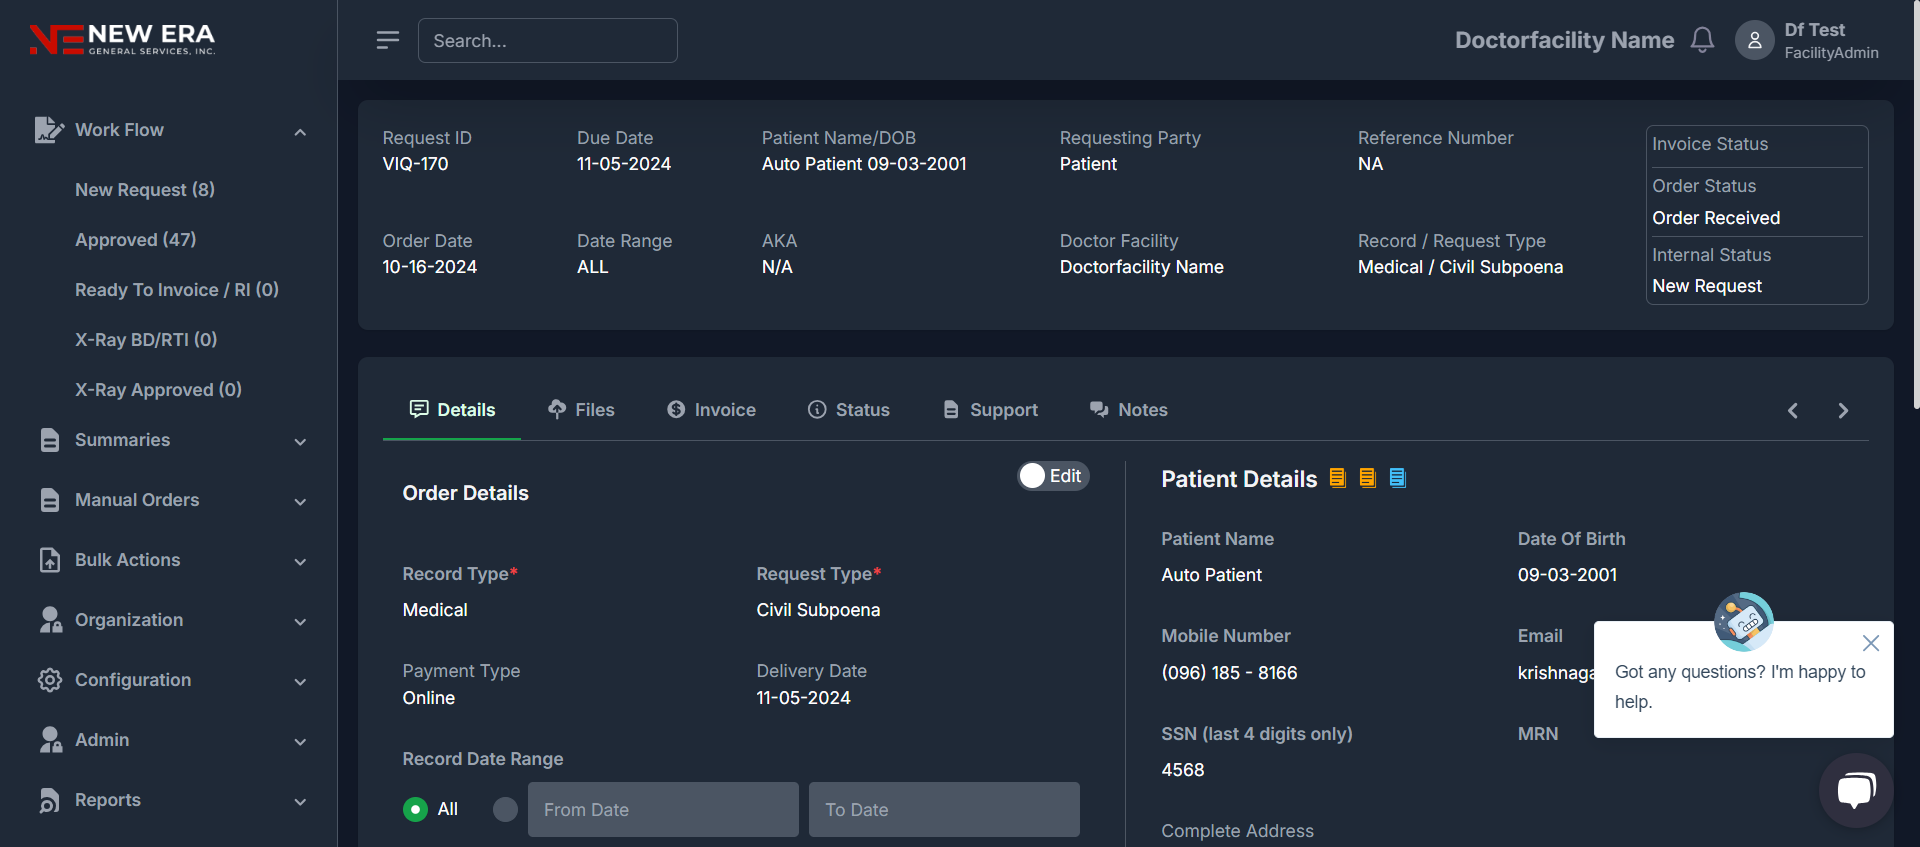 NEW ERA
GENERAL SERVICES, INC.
Search...
Doctorfacility Name
Df Test
FacilityAdmin
Work Flow
New Request (8)
Approved (47)
Ready To Invoice / RI (0)
X-Ray BD/RTI (0)
X-Ray Approved (0)
Summaries
Manual Orders
Bulk Actions
Organization
Configuration
Admin
Reports
Request ID
VIQ-170
Due Date
11-05-2024
Patient Name/DOB
Auto Patient 09-03-2001
Requesting Party
Patient
Reference Number
NA
Order Date
10-16-2024
Date Range
ALL
AKA
N/A
Doctor Facility
Doctorfacility Name
Record / Request Type
Medical / Civil Subpoena
Invoice Status
Order Status
Order Received
Internal Status
New Request
Details
Files
Invoice
Status
Support
Notes
Order Details
Edit
Record Type*
Medical
Request Type*
Civil Subpoena
Payment Type
Online
Delivery Date
11-05-2024
Record Date Range
All
From Date
To Date
Patient Details
Patient Name
Auto Patient
Date Of Birth
09-03-2001
Mobile Number
(096) 185 - 8166
Email
krishnaga
SSN (last 4 digits only)
4568
MRN
Complete Address
Got any questions? I'm happy to
help.